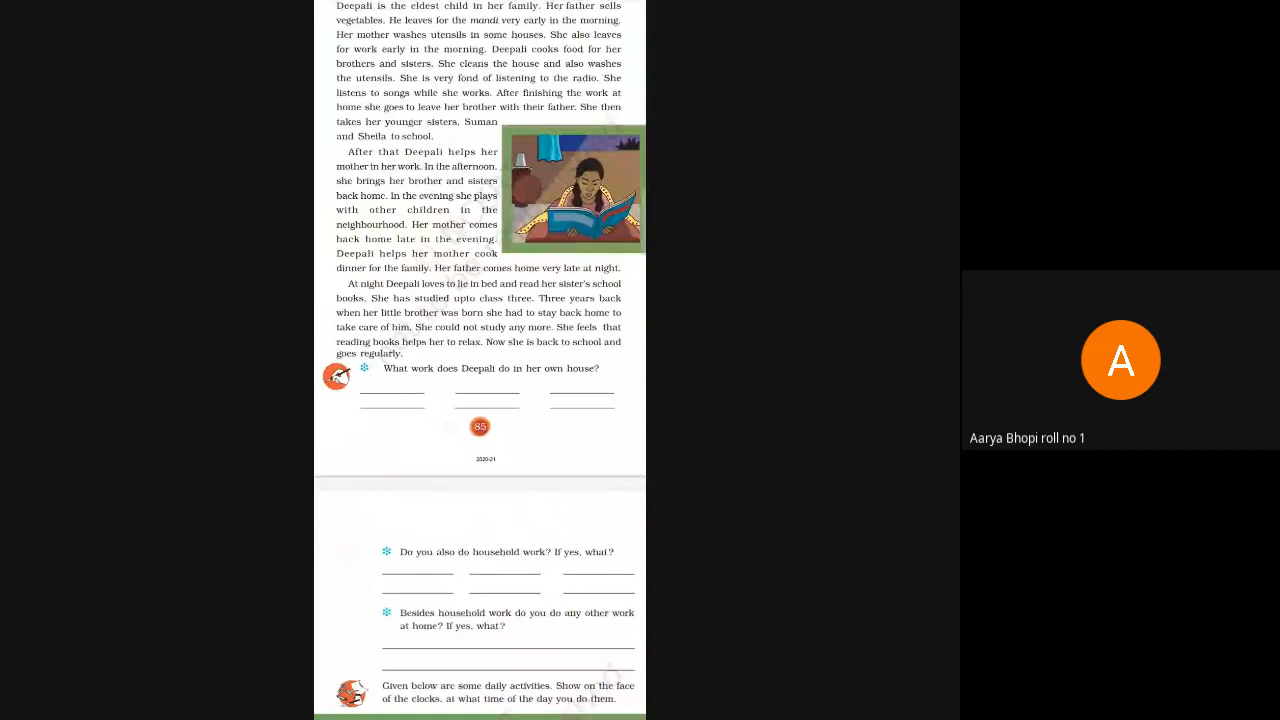 Deepali is the eldest child in her family. Her father sells
vegetables. He leaves for the mandi very early in the morning.
Her mother washes utensils in some houses. She also leaves
for work early in the morning. Deepali cooks food for her
brothers and sisters. She cleans the house and also washes
the utensils. She is very fond of listening to the radio. She
listens to songs while she works. After finishing the work at
home she goes to leave her brother with their father. She then
takes her younger sisters, Suman
and Sheila to school.
After that Deepali helps her
mother in her work. In the afternoon,
she brings her brother and sisters
back home. In the evening she plays
with other children in the
neighbourhood. Her mother comes
back home late in the evening.
Deepali helps her mother cook
dinner for the family. Her father comes home very late at night.
At night Deepali loves to lie in bed and read her sister's school
books. She has studied upto class three. Three years back
when her little brother was born she had to stay back home to
take care of him. She could not study any more. She feels that
reading books helps her to relax. Now she is back to school and
goes regularly.
What work does Deepali do in her own house?
85
2020-21
Do you also do household work? If yes, what?
Besides household work do you do any other work
at home? If yes, what?
Given below are some daily activities. Show on the face
of the clocks, at what time of the day you do them.
A
Aarya Bhopi roll no 1